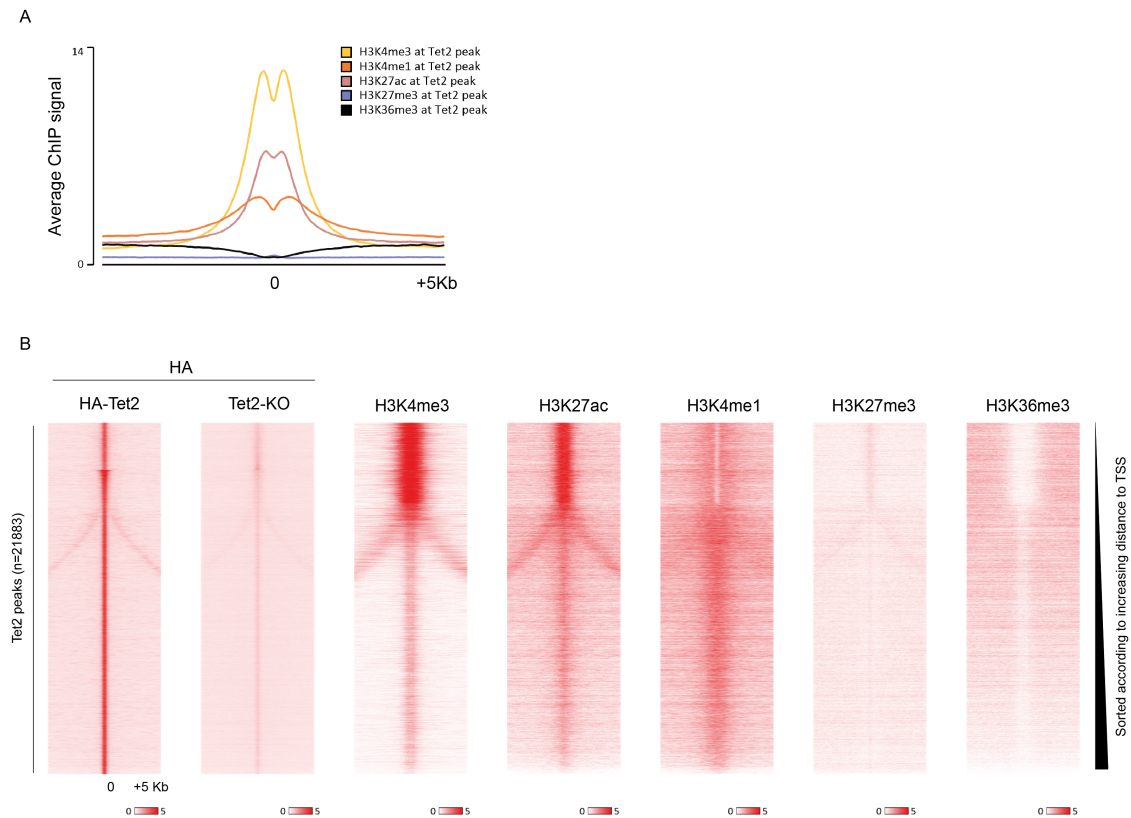 A
14
Average ChIP signal
0
H3K4me3 at Tet2 peak
H3K4me1 at Tet2 peak
H3K27ac at Tet2 peak
H3K27me3 at Tet2 peak
H3K36me3 at Tet2 peak
0 +5Kb
B
HA
HA-Tet2 Tet2-KO H3K4me3 H3K27ac H3K4me1 H3K27me3 H3K36me3
Tet2 peaks (n=21883)
Sorted according to increasing distance to TSS
0 +5 Kb
0 5 0 5 0 5 0 5 0 5 0 5 0 5